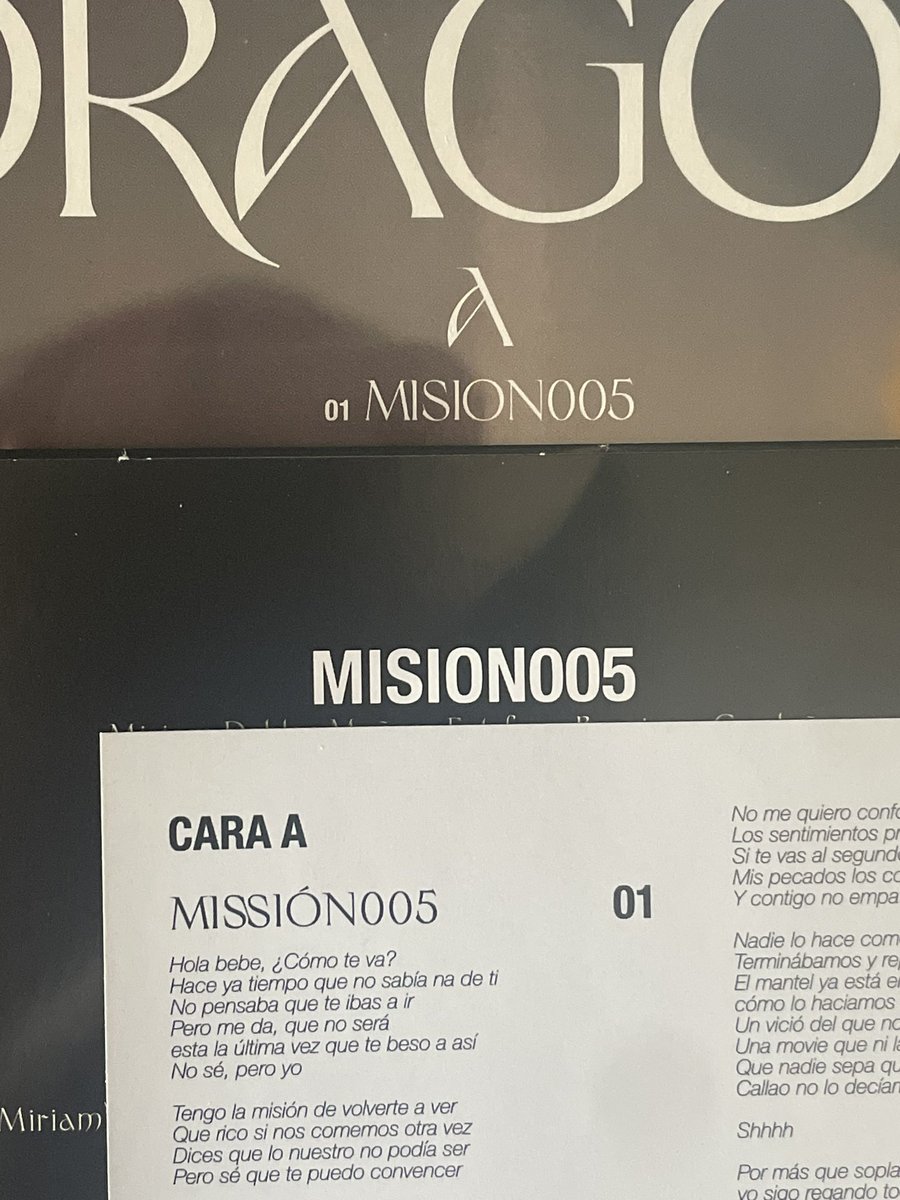 DRAGO
A
01 MISION005
MISION005
Miriam
CARA A
MISSIÓN005
01
Hola bebe, ¿Cómo te va?
Hace ya tiempo que no sabía na de ti
No pensaba que te ibas a ir
Pero me da, que no será
esta la última vez que te beso a así
No sé, pero yo
Tengo la misión de volverte a ver
Que rico si nos comemos otra vez
Dices que lo nuestro no podía ser
Pero sé que te puedo convencer
No me quiero
Los sentimientos
Si te vas al
Mis pecados los
Y contigo no
Nadie lo hace
Terminábamos y
El mantel ya está
cómo lo haciamos
Un vició del que
Una movie que ni
Que nadie sepa
Callao no lo
Shhhh
Por más que
yo sigo regando